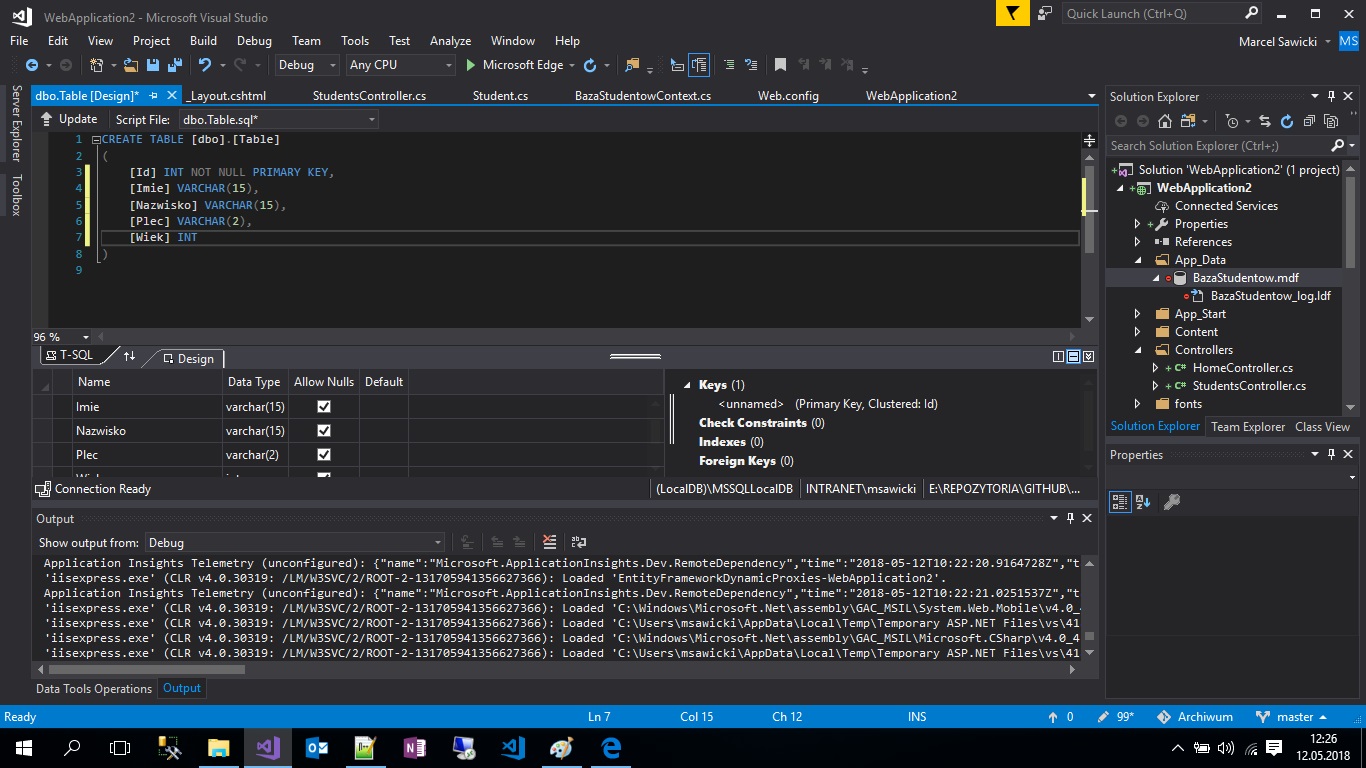 WebApplication2 - Microsoft Visual Studio
Quick Launch (Ctrl+Q)
File Edit View Project Build Debug Team Tools Test Analyze Window Help
Marcel Sawicki MS
Debug Any CPU Microsoft Edge
Server Explorer
Toolbox
dbo.Table [Design]* _Layout.cshtml StudentsController.cs Student.cs BazaStudentowContext.cs Web.config WebApplication2
Update Script File: dbo.Table.sql*
1 CREATE TABLE [dbo].[Table]
2 (
3 [Id] INT NOT NULL PRIMARY KEY,
4 [Imie] VARCHAR(15),
5 [Nazwisko] VARCHAR(15),
6 [Plec] VARCHAR(2),
7 [Wiek] INT
8 )
9
96 %
T-SQL Design
Name Data Type Allow Nulls Default
Imie varchar(15)
Nazwisko varchar(15)
Plec varchar(2)
Keys (1)
<unnamed> (Primary Key, Clustered: Id)
Check Constraints (0)
Indexes (0)
Foreign Keys (0)
Connection Ready (LocalDB)\MSSQLLocalDB INTRANET\msawicki E:\REPOZYTORIA\GITHUB\...
Output
Show output from: Debug
Application Insights Telemetry (unconfigured): {"name":"Microsoft.ApplicationInsights.Dev.RemoteDependency","time":"2018-05-12T10:22:20.9164728Z","t
'iisexpress.exe' (CLR v4.0.30319: /LM/W3SVC/2/ROOT-2-131705941356627366): Loaded 'EntityFrameworkDynamicProxies-WebApplication2'.
Application Insights Telemetry (unconfigured): {"name":"Microsoft.ApplicationInsights.Dev.RemoteDependency","time":"2018-05-12T10:22:21.0251537Z","t
'iisexpress.exe' (CLR v4.0.30319: /LM/W3SVC/2/ROOT-2-131705941356627366): Loaded 'C:\Windows\Microsoft.Net\assembly\GAC_MSIL\System.Web.Mobile\v4.0_
'iisexpress.exe' (CLR v4.0.30319: /LM/W3SVC/2/ROOT-2-131705941356627366): Loaded 'C:\Users\msawicki\AppData\Local\Temp\Temporary ASP.NET Files\vs\41
'iisexpress.exe' (CLR v4.0.30319: /LM/W3SVC/2/ROOT-2-131705941356627366): Loaded 'C:\Windows\Microsoft.Net\assembly\GAC_MSIL\Microsoft.CSharp\v4.0_4
'iisexpress.exe' (CLR v4.0.30319: /LM/W3SVC/2/ROOT-2-131705941356627366): Loaded 'C:\Users\msawicki\AppData\Local\Temp\Temporary ASP.NET Files\vs\41
Data Tools Operations Output
Solution Explorer
Search Solution Explorer (Ctrl+;)
Solution 'WebApplication2' (1 project)
WebApplication2
Connected Services
Properties
References
App_Data
BazaStudentow.mdf
BazaStudentow_log.ldf
App_Start
Content
Controllers
HomeController.cs
StudentsController.cs
fonts
Solution Explorer Team Explorer Class View
Properties
Ready Ln 7 Col 15 Ch 12 INS 0 99* Archiwum master
12:26
12.05.2018